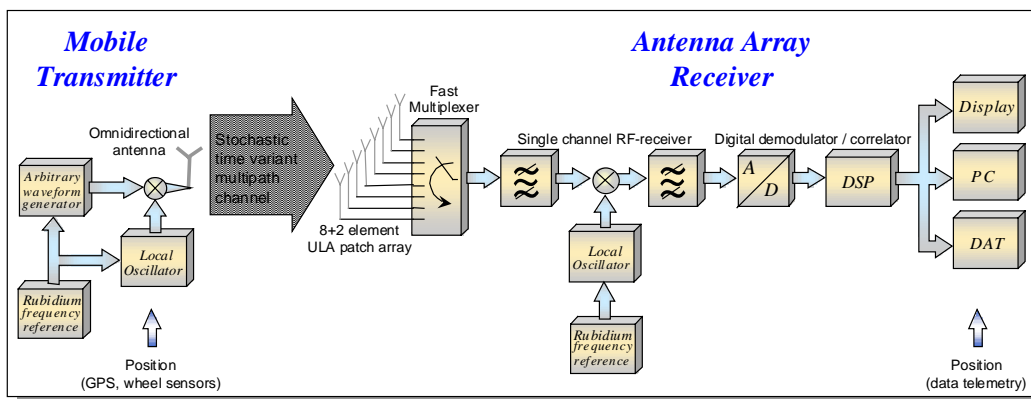 Mobile
Transmitter
Omnidirectional
antenna
Arbitrary
waveform
generator
Local
Oscillator
Rubidium
frequency
reference
Position
(GPS, wheel sensors)
Stochastic
time variant
multipath
channel
8+2 element
ULA patch array
Fast
Multiplexer
Antenna Array
Receiver
Single channel RF-receiver
Digital demodulator / correlator
A
D
DSP
Display
PC
DAT
Local
Oscillator
Rubidium
frequency
reference
Position
(data telemetry)